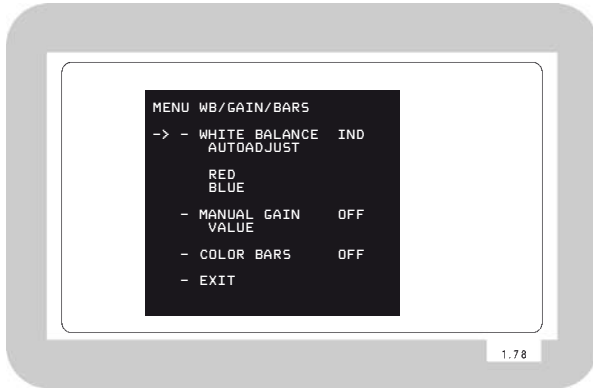 MENU WB/GAIN/BARS
-> - WHITE BALANCE IND
AUTOADJUST
RED
BLUE
- MANUAL GAIN OFF
VALUE
- COLOR BARS OFF
- EXIT
1.78